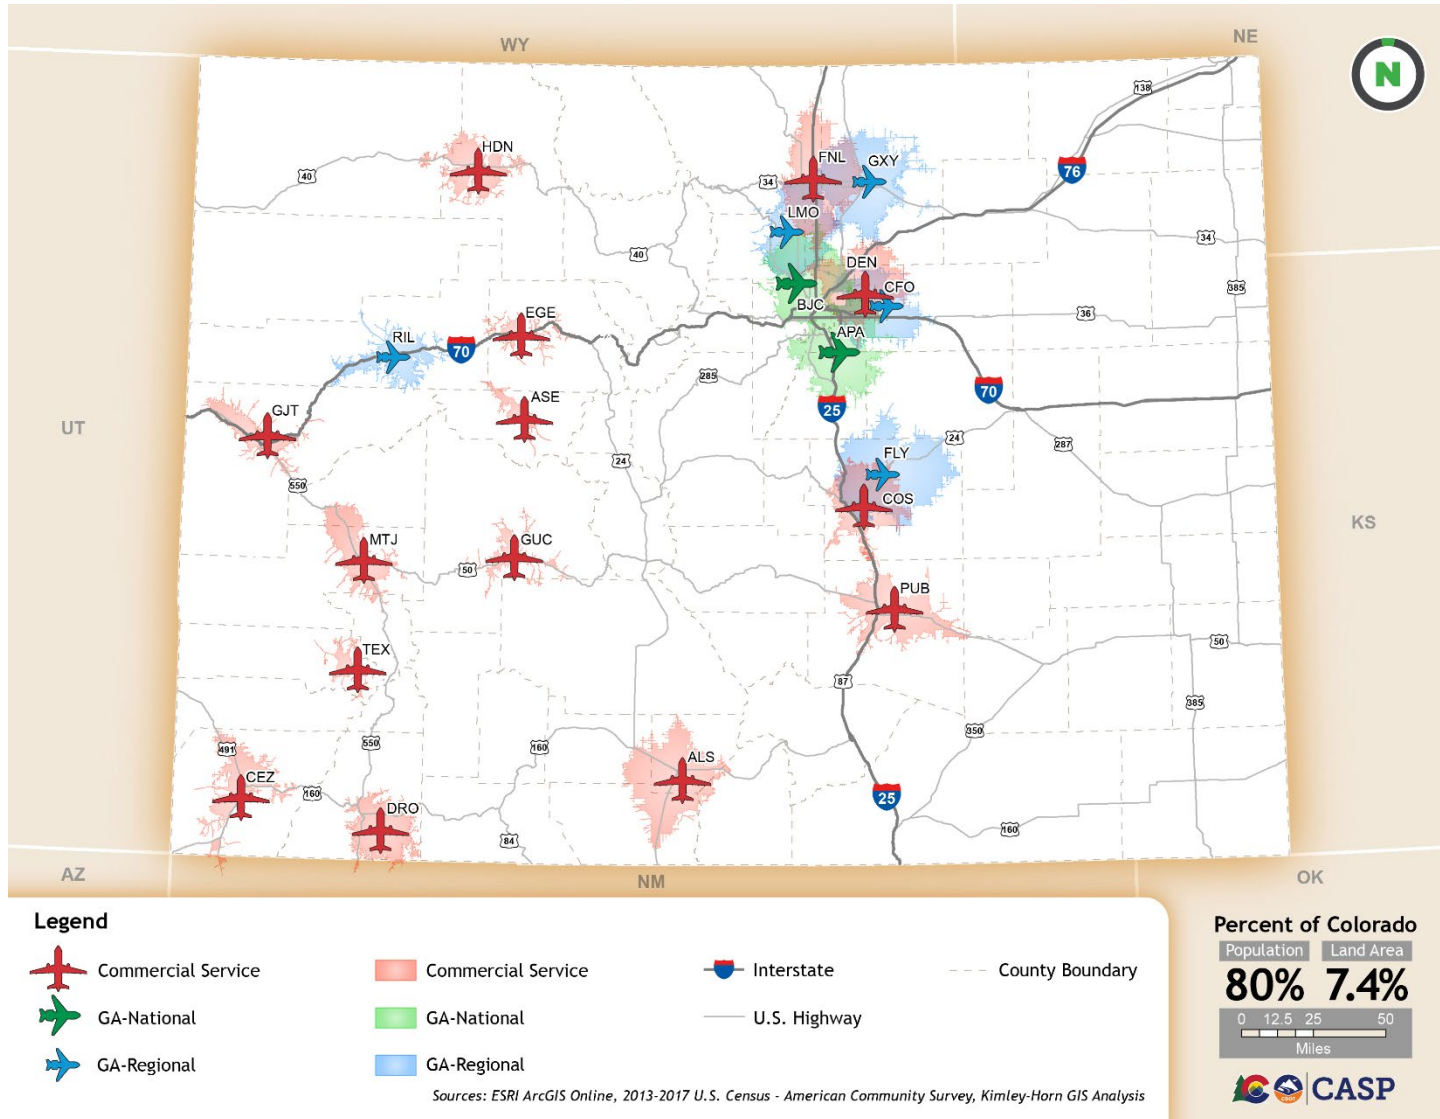 WY
NE
N
138
HDN
FNL
GXY
76
40
34
LMO
34
40
DEN
CFO
385
BJC
36
EGE
APA
RIL
70
285
70
ASE
25
GJT
UT
24
287
FLY
24
550
COS
KS
MTJ
GUC
50
PUB
50
TEX
87
385
350
491
550
160
ALS
CEZ
160
DRO
25
84
160
AZ
NM
OK
Legend
Commercial Service
GA-National
GA-Regional
Commercial Service
GA-National
GA-Regional
Interstate
U.S. Highway
County Boundary
Sources: ESRI ArcGIS Online, 2013-2017 U.S. Census - American Community Survey, Kimley-Horn GIS Analysis
Percent of Colorado
Population Land Area
80% 7.4%
0 12.5 25 50
Miles
CASP